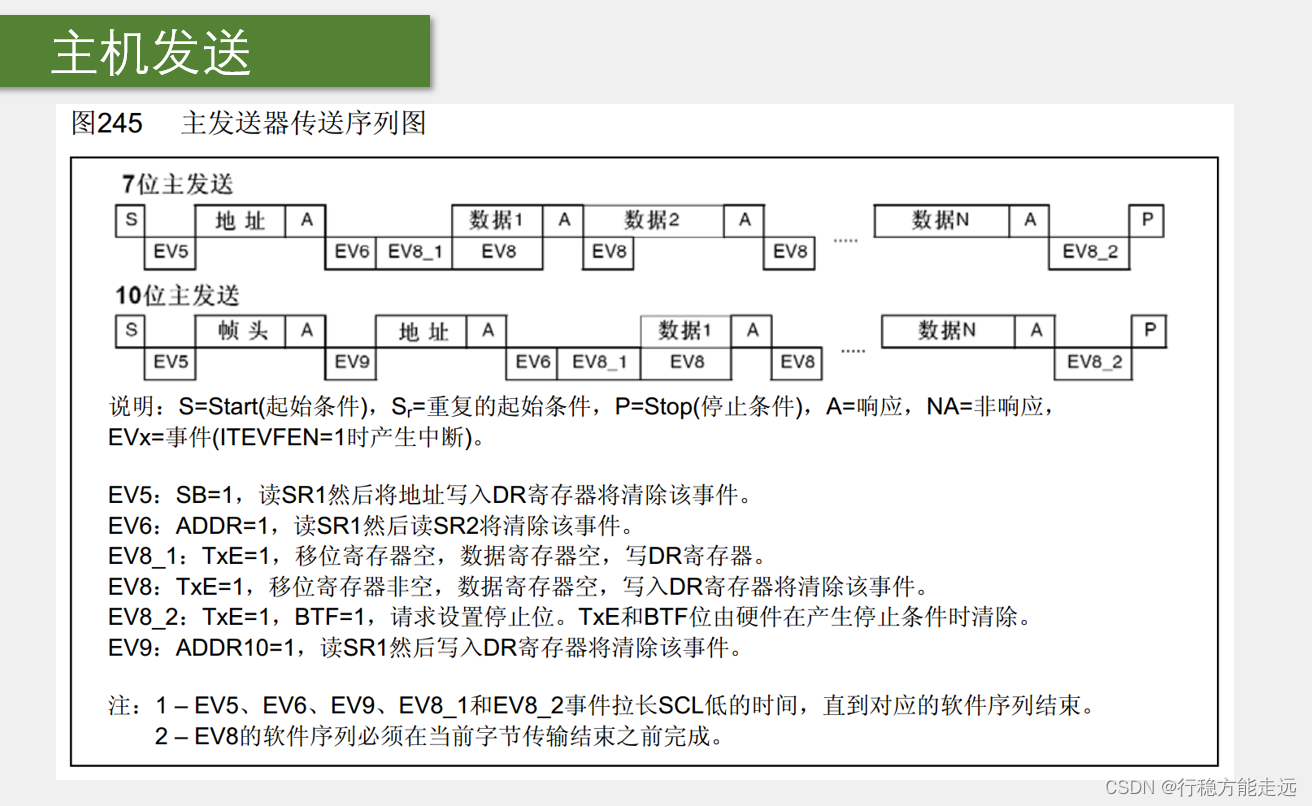 主机发送
图245 主发送器传送序列图
7位主发送
S 地 址 A 数据1 A 数据2 A ..... 数据N A P
EV5 EV6 EV8_1 EV8 EV8 EV8 EV8_2
10位主发送
S 帧 头 A 地 址 A 数据1 A ..... 数据N A P
EV5 EV9 EV6 EV8_1 EV8 EV8 EV8_2
说明：S=Start(起始条件)，Sr=重复的起始条件，P=Stop(停止条件)，A=响应，NA=非响应，
EVx=事件(ITEVFEN=1时产生中断)。
EV5：SB=1，读SR1然后将地址写入DR寄存器将清除该事件。
EV6：ADDR=1，读SR1然后读SR2将清除该事件。
EV8_1：TxE=1，移位寄存器空，数据寄存器空，写DR寄存器。
EV8：TxE=1，移位寄存器非空，数据寄存器空，写入DR寄存器将清除该事件。
EV8_2：TxE=1，BTF=1，请求设置停止位。TxE和BTF位由硬件在产生停止条件时清除。
EV9：ADDR10=1，读SR1然后写入DR寄存器将清除该事件。
注：1 – EV5、EV6、EV9、EV8_1和EV8_2事件拉长SCL低的时间，直到对应的软件序列结束。
2 – EV8的软件序列必须在当前字节传输结束之前完成。
CSDN @行稳方能走远